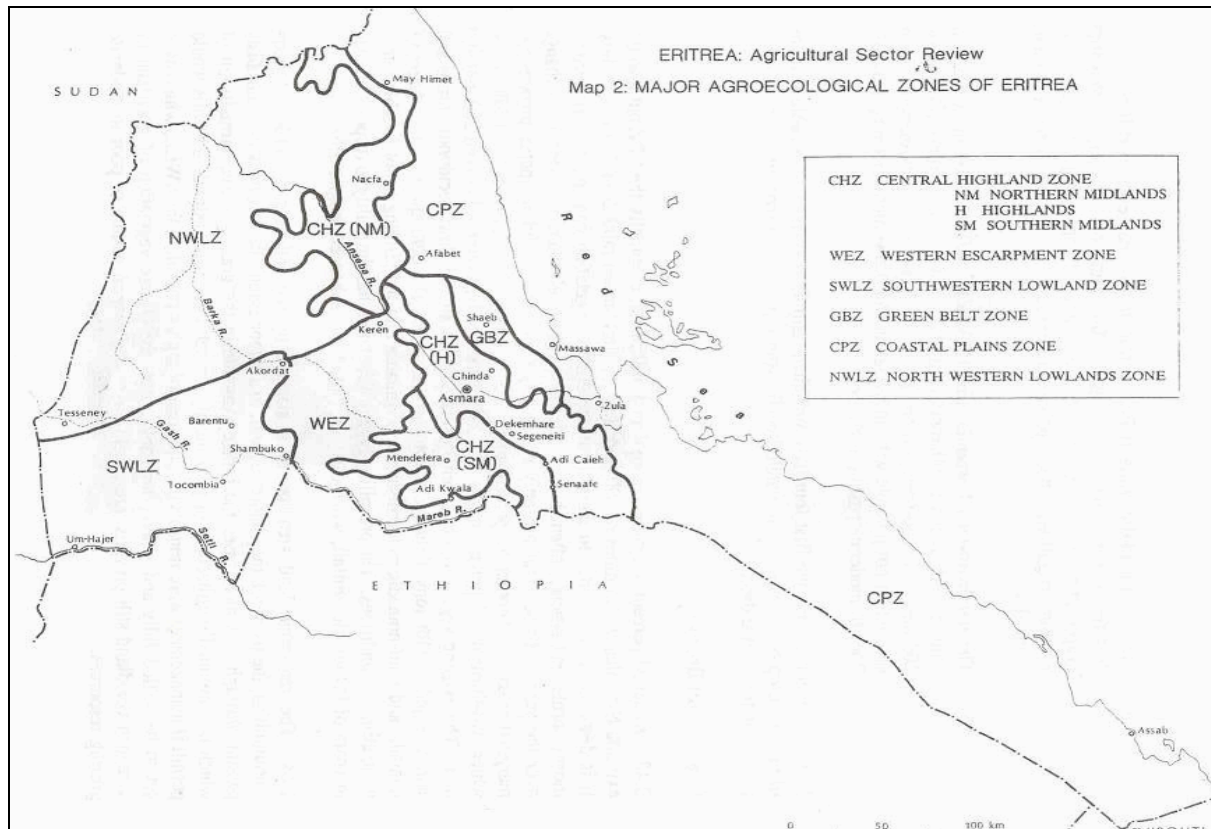 ERITREA: Agricultural Sector Review
Map 2: MAJOR AGROECOLOGICAL ZONES OF ERITREA
CHZ CENTRAL HIGHLAND ZONE
NM NORTHERN MIDLANDS
H HIGHLANDS
SM SOUTHERN MIDLANDS
WEZ WESTERN ESCARPMENT ZONE
SWLZ SOUTHWESTERN LOWLAND ZONE
GBZ GREEN BELT ZONE
CPZ COASTAL PLAINS ZONE
NWLZ NORTH WESTERN LOWLANDS ZONE
SUDAN
May Himet
Nacfa
CPZ
Red Sea
NWLZ
CHZ (NM)
Anseba R.
Afabet
Barka R.
Keren
Shaeb
GBZ
CHZ
(H)
Massawa
Akordat
Ghinda
Asmara
Zula
Tesseney
Barentu
Gash R.
WEZ
Dekemhare
Segeneiti
Shambuko
CHZ
(SM)
Mendefera
Adi Caieh
SWLZ
Tocombia
Senaafe
Adi Kwala
Mareb R.
Um-Hajer
Setit R.
ETHIOPIA
CPZ
Assab
0 50 100 km